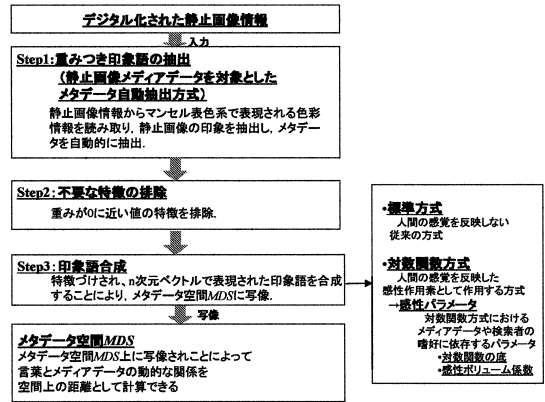 デジタル化された静止画像情報
入力
Step1：重みつき印象語の抽出
（静止画像メディアデータを対象とした
メタデータ自動抽出方式）
静止画像情報からマンセル表色系で表現される色彩
情報を読み取り，静止画像の印象を抽出し，メタデー
タを自動的に抽出．
Step2：不要な特徴の排除
重みが0に近い値の特徴を排除．
Step3：印象語合成
特徴づけされ，n次元ベクトルで表現された印象語を合成
することにより，メタデータ空間MDSに写像．
写像
メタデータ空間MDS
メタデータ空間MDS上に写像されことによって
言葉とメディアデータの動的な関係を
空間上の距離として計算できる
・標準方式
人間の感覚を反映しない
従来の方式
・対数関数方式
人間の感覚を反映した
感性作用素として作用する方式
→感性パラメータ
対数関数方式における
メディアデータや検索者の
嗜好に依存するパラメータ
・対数関数の底
・感性ボリューム係数